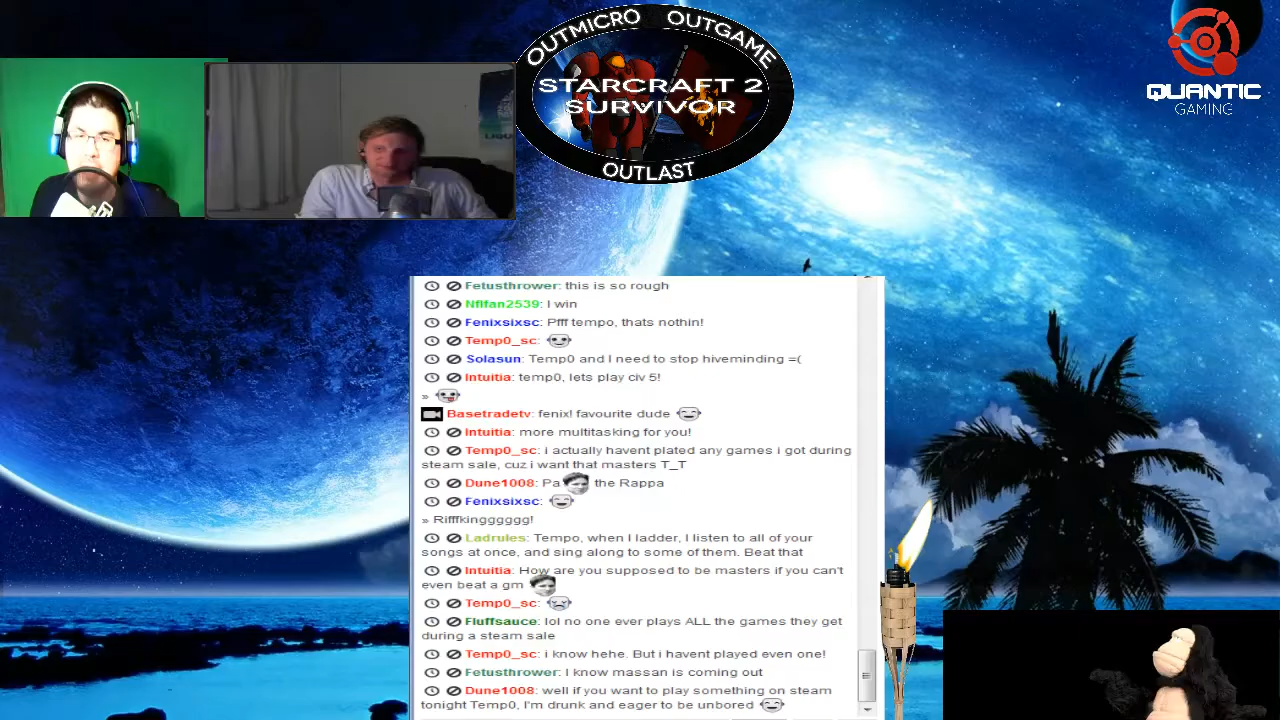 OUTMICRO OUTGAME
STARCRAFT 2
SURVIVOR
OUTLAST
QUANTIC
GAMING
Fetusthrower: this is so rough
Nflfan2539: I win
Fenixsixsc: Pfff tempo, thats nothin!
Temp0_sc:
Solasun: Temp0 and I need to stop hiveminding =(
Intuitia: temp0, lets play civ 5!
»
Basetradetv: fenix! favourite dude
Intuitia: more multitasking for you!
Temp0_sc: i actually havent plated any games i got during
steam sale, cuz i want that masters T_T
Dune1008: Pa the Rappa
Fenixsixsc:
» Rifffkinggggg!
Ladrules: Tempo, when I ladder, I listen to all of your
songs at once, and sing along to some of them. Beat that
Intuitia: How are you supposed to be masters if you can't
even beat a gm
Temp0_sc:
Fluffsauce: lol no one ever plays ALL the games they get
during a steam sale
Temp0_sc: i know hehe. But i havent played even one!
Fetusthrower: I know massan is coming out
Dune1008: well if you want to play something on steam
tonight Temp0, I'm drunk and eager to be unbored